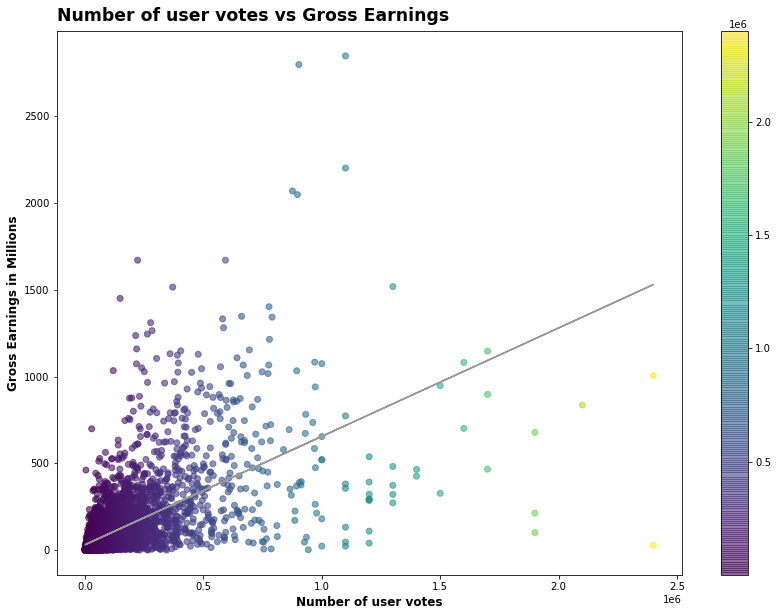 Number of user votes vs Gross Earnings
1e6
2500
2000
1500
1000
500
0
Gross Earnings in Millions
0.0 0.5 1.0 1.5 2.0 2.5
1e6
Number of user votes
2.0
1.5
1.0
0.5